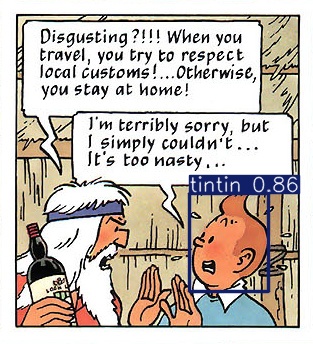 Disgusting?!!! When you
travel, you try to respect
local customs!...Otherwise,
you stay at home!
I'm terribly sorry, but
I simply couldn't...
It's too nasty...
tintin 0.86